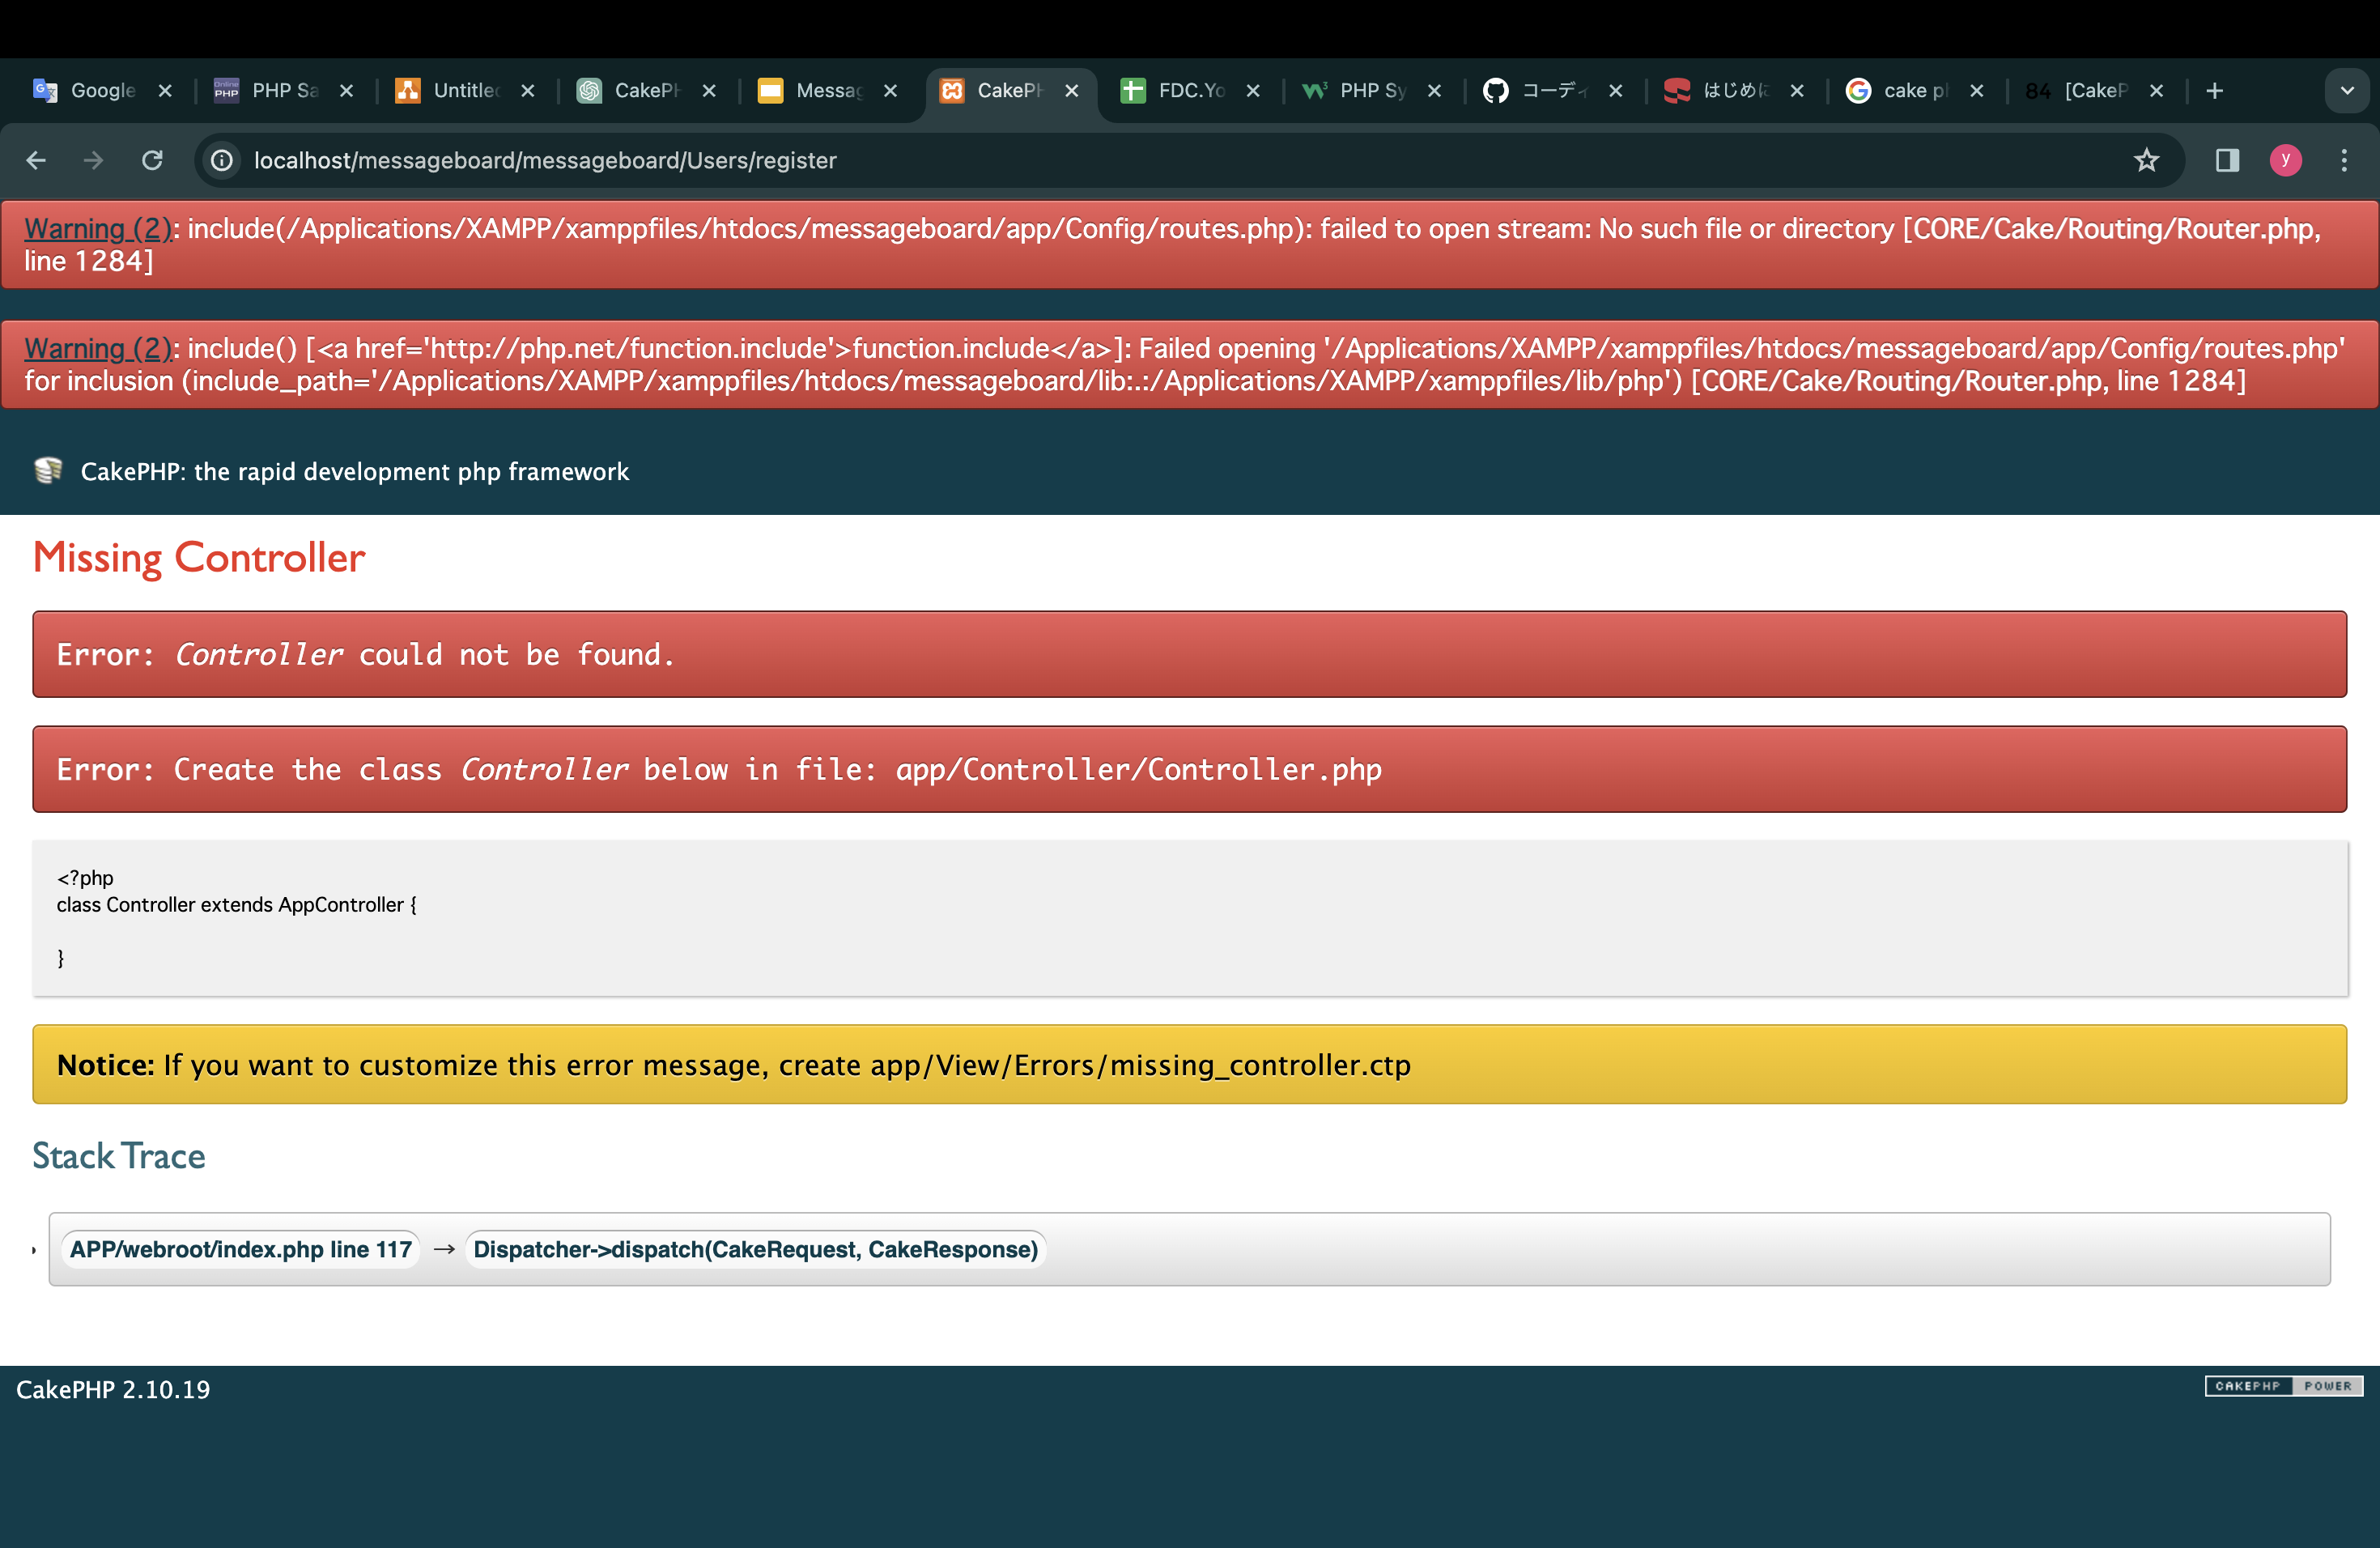 Google
PHP Sa
Untitled
CakePH
Messag
CakePH
FDC.Yo
PHP Sy
コーディ
はじめに
cake p
84 [CakeP
localhost/messageboard/messageboard/Users/register
y
Warning (2): include(/Applications/XAMPP/xamppfiles/htdocs/messageboard/app/Config/routes.php): failed to open stream: No such file or directory [CORE/Cake/Routing/Router.php,
line 1284]
Warning (2): include() [<a href='http://php.net/function.include'>function.include</a>]: Failed opening '/Applications/XAMPP/xamppfiles/htdocs/messageboard/app/Config/routes.php'
for inclusion (include_path='/Applications/XAMPP/xamppfiles/htdocs/messageboard/lib:.:/Applications/XAMPP/xamppfiles/lib/php') [CORE/Cake/Routing/Router.php, line 1284]
CakePHP: the rapid development php framework
Missing Controller
Error: Controller could not be found.
Error: Create the class Controller below in file: app/Controller/Controller.php
<?php
class Controller extends AppController {
}
Notice: If you want to customize this error message, create app/View/Errors/missing_controller.ctp
Stack Trace
APP/webroot/index.php line 117 → Dispatcher->dispatch(CakeRequest, CakeResponse)
CakePHP 2.10.19
CAKEPHP POWER